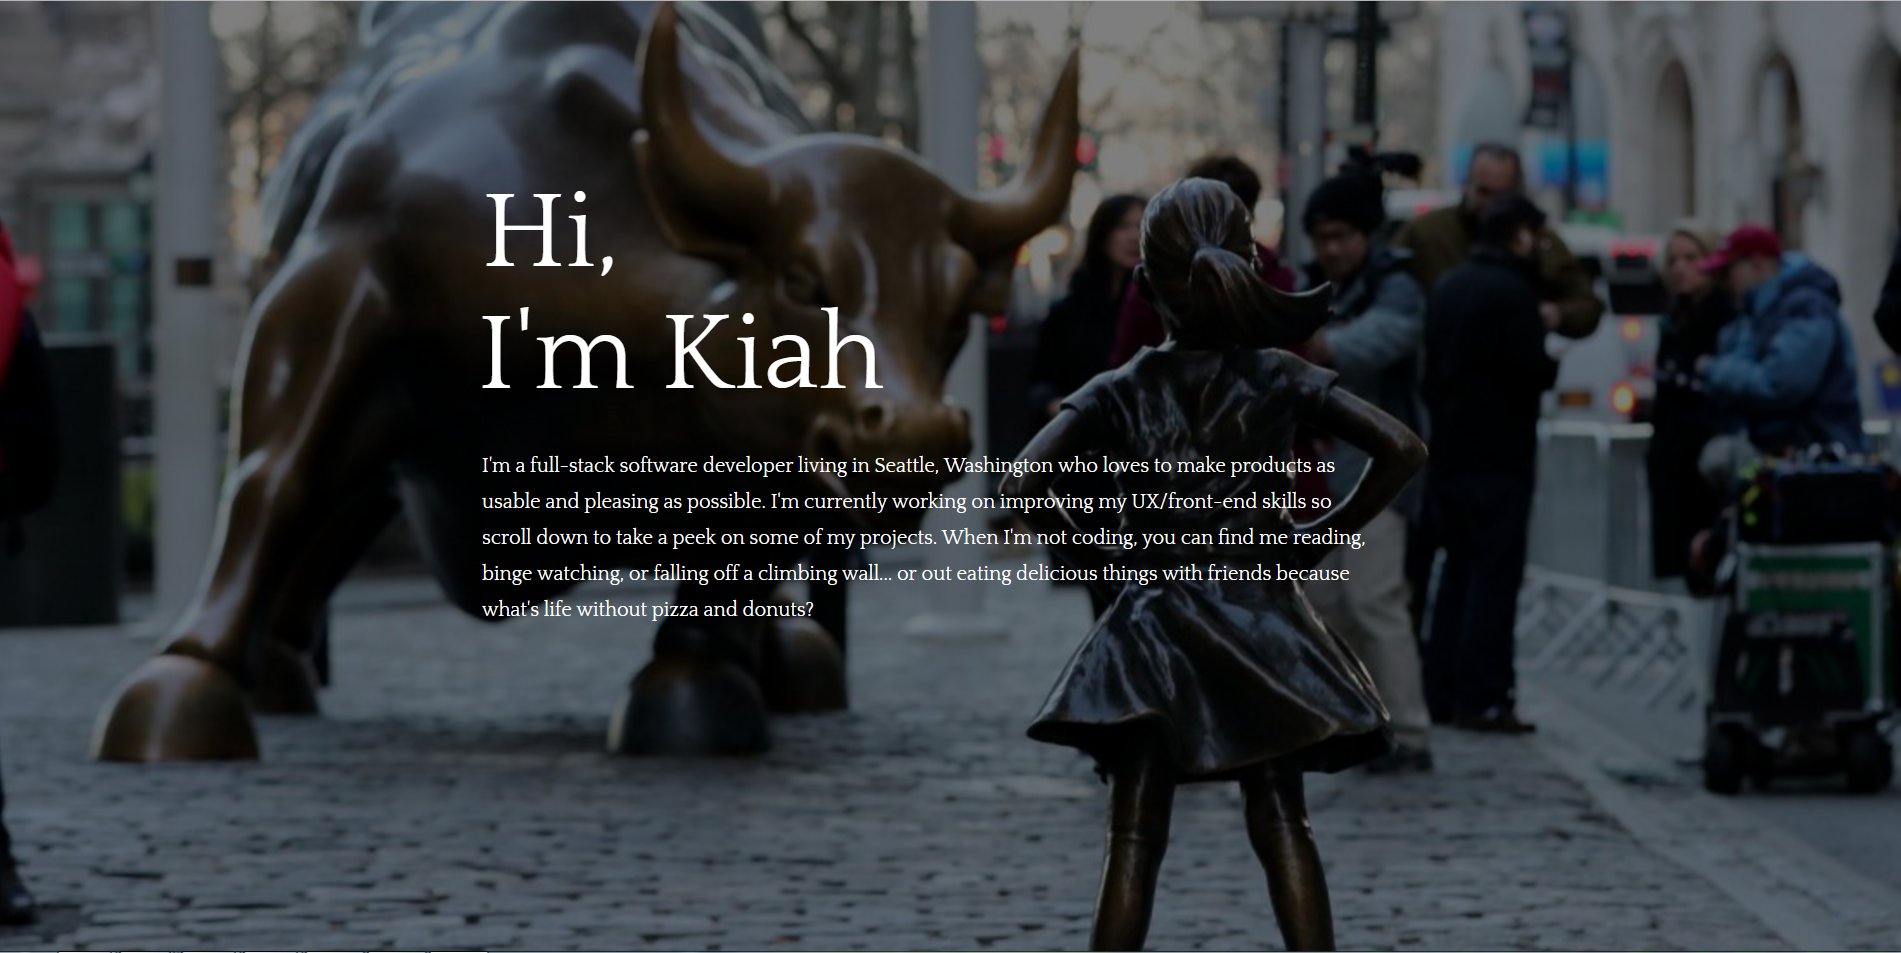 Hi,
I'm Kiah
I'm a full-stack software developer living in Seattle, Washington who loves to make products as
usable and pleasing as possible. I'm currently working on improving my UX/front-end skills so
scroll down to take a peek on some of my projects. When I'm not coding, you can find me reading,
binge watching, or falling off a climbing wall... or out eating delicious things with friends because
what's life without pizza and donuts?